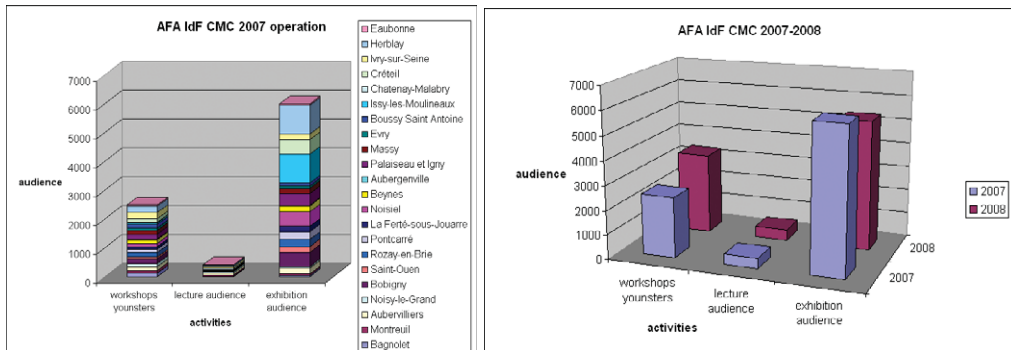 AFA IdF CMC 2007 operation
7000
6000
5000
4000
3000
2000
1000
0
audience
workshops
younsters
lecture audience
exhibition
audience
activities
Eaubonne
Herblay
Ivry-sur-Seine
Créteil
Chatenay-Malabry
Issy-les-Moulineaux
Boussy Saint Antoine
Evry
Massy
Palaiseau et Igny
Aubergenville
Beynes
Noisiel
La Ferté-sous-Jouarre
Pontcarré
Rozay-en-Brie
Saint-Ouen
Bobigny
Noisy-le-Grand
Aubervilliers
Montreuil
Bagnolet
AFA IdF CMC 2007-2008
7000
6000
5000
4000
3000
2000
1000
0
audience
workshops
younsters
lecture
audience
exhibition
audience
activities
2007
2008
2007
2008